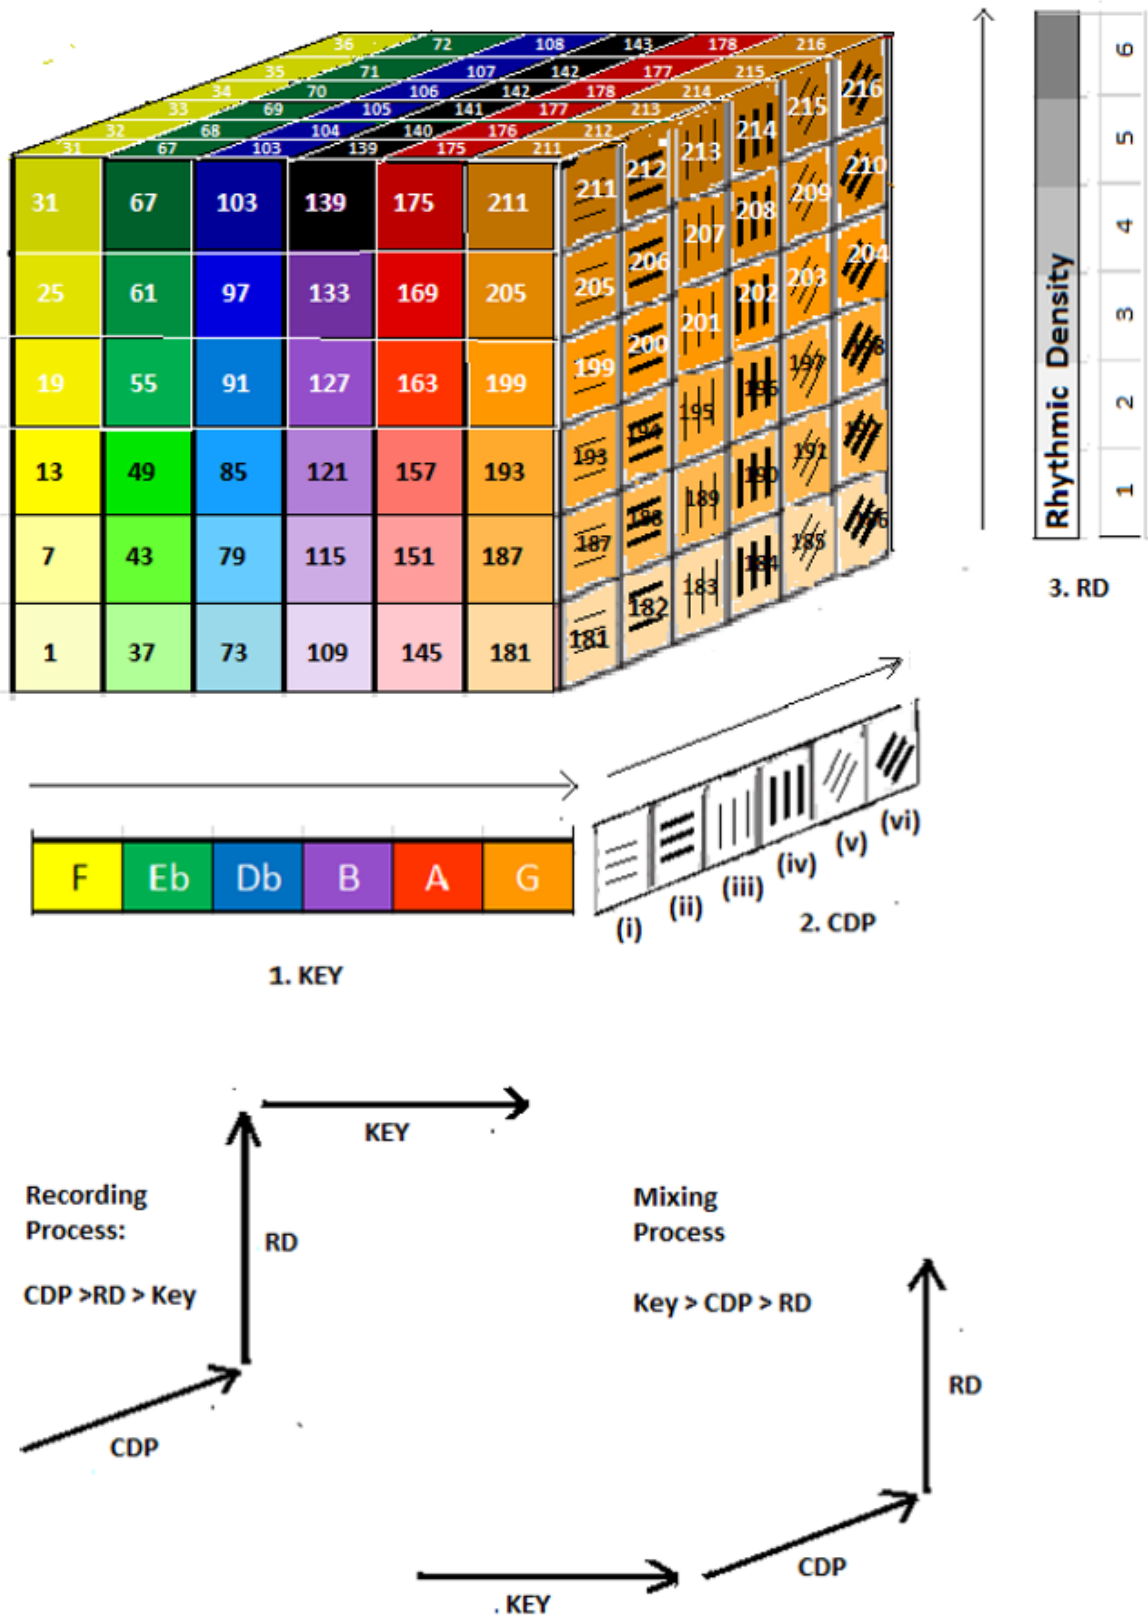 36 72 108 143 178 216
35 71 107 142 177 215
34 70 106 142 178 214
33 69 105 141 177 213
32 68 104 140 176 212
31 67 103 139 175 211
31 67 103 139 175 211
25 61 97 133 169 205
19 55 91 127 163 199
13 49 85 121 157 193
7 43 79 115 151 187
1 37 73 109 145 181
211 212 213 214 215 216
205 206 207 208 209 210
199 200 201 202 203 204
193 194 195 196 197
187 188 189 190 191
181 182 183 184 185
6
5
4
3
2
1
Rhythmic Density
3. RD
F Eb Db B A G
1. KEY
(i) (ii) (iii) (iv) (v) (vi)
2. CDP
KEY
Recording
Process:
RD
CDP >RD > Key
CDP
Mixing
Process
Key > CDP > RD
RD
CDP
KEY